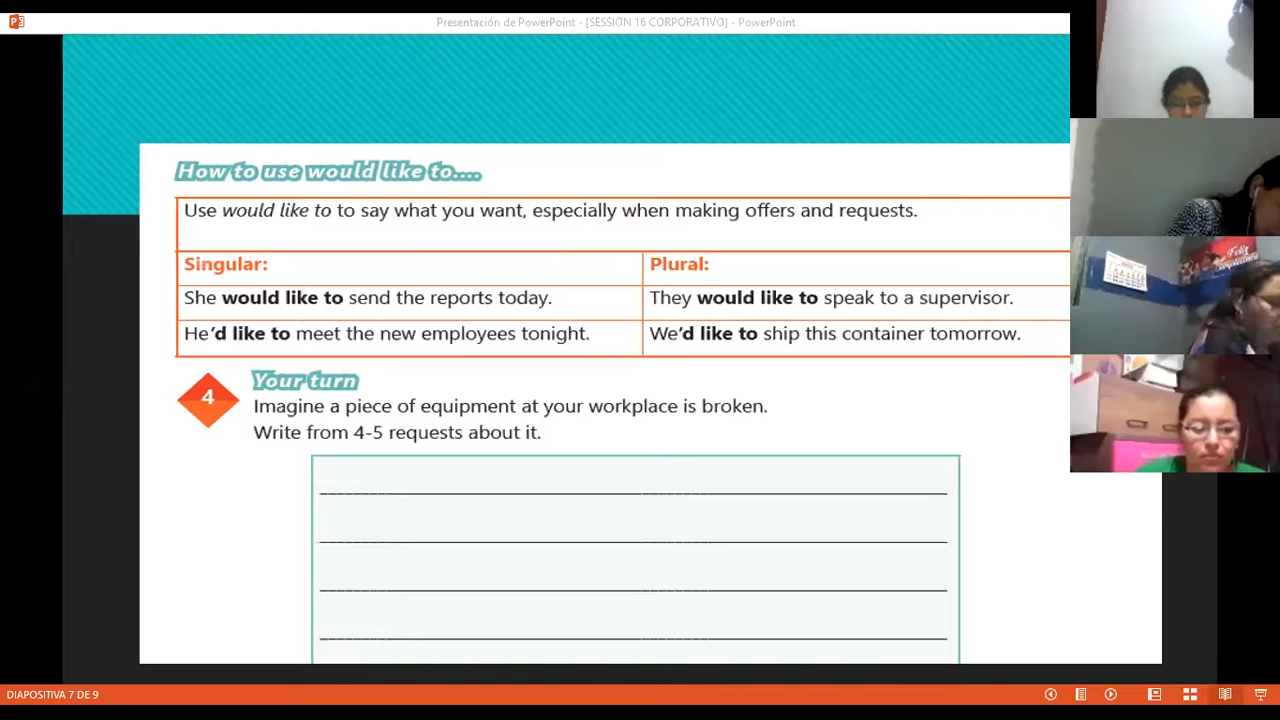 Presentación de PowerPoint - [SESSION 16 CORPORATIVO] - PowerPoint
How to use would like to....
Use would like to to say what you want, especially when making offers and requests.
Singular:
Plural:
She would like to send the reports today.
They would like to speak to a supervisor.
He'd like to meet the new employees tonight.
We'd like to ship this container tomorrow.
4
Your turn
Imagine a piece of equipment at your workplace is broken.
Write from 4-5 requests about it.
DIAPOSITIVA 7 DE 9